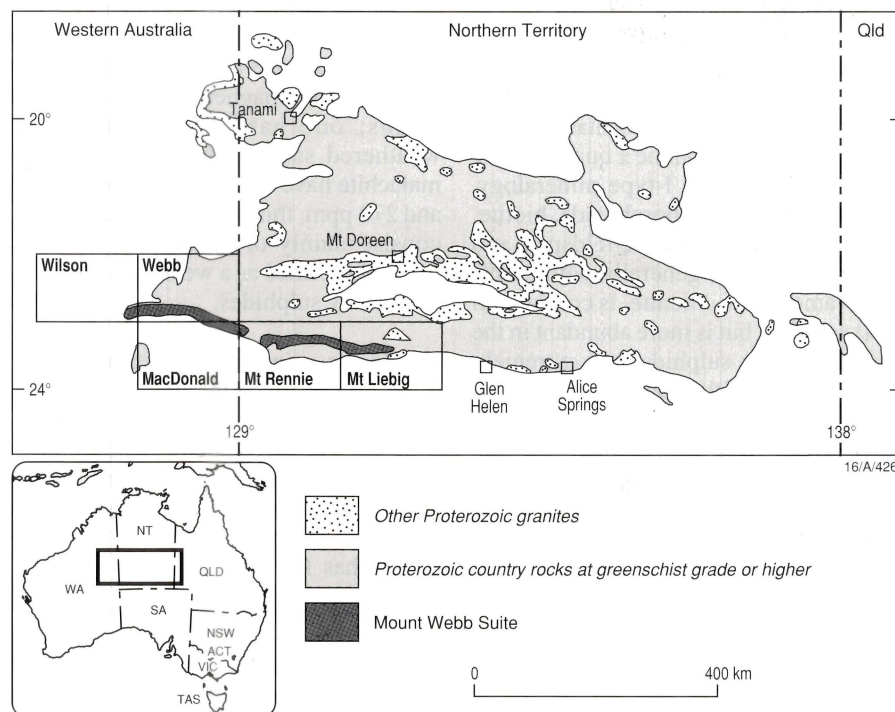 Western Australia
Northern Territory
Qld
20°
Tanami
Mt Doreen
Wilson
Webb
MacDonald
Mt Rennie
Mt Liebig
24°
Glen
Helen
Alice
Springs
129°
138°
16/A/426
NT
WA
QLD
SA
NSW
ACT
VIC
TAS
Other Proterozoic granites
Proterozoic country rocks at greenschist grade or higher
Mount Webb Suite
0
400 km